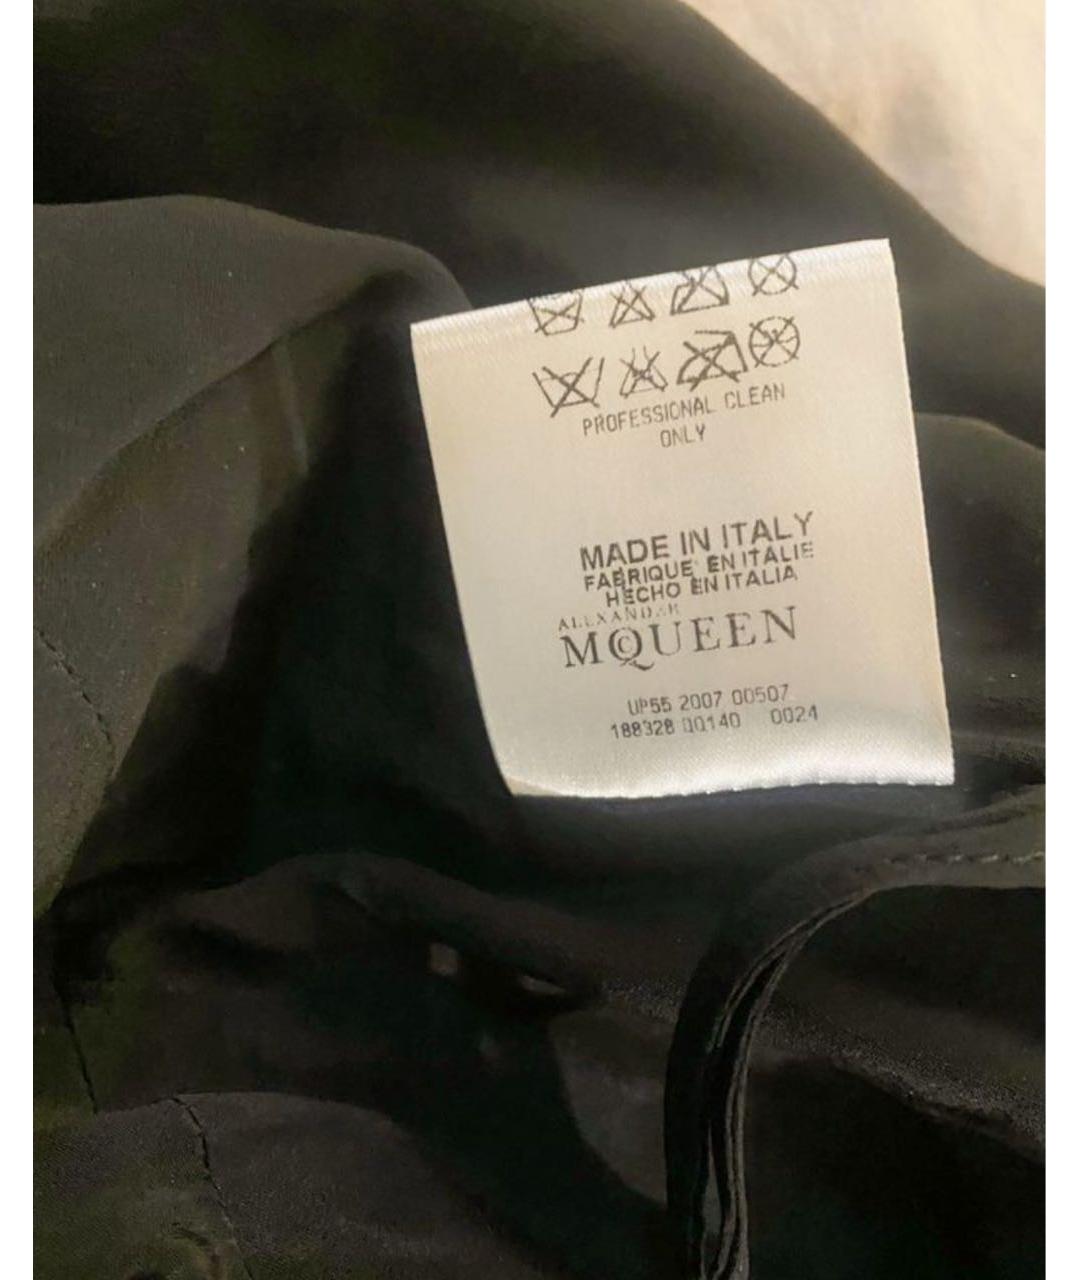 PROFESSIONAL CLEAN
ONLY
MADE IN ITALY
FABRIQUE' EN ITALIE
HECHO EN ITALIA
ALEXANDER
MCQUEEN
UP55 2007 00507
188328 QQ140 0024